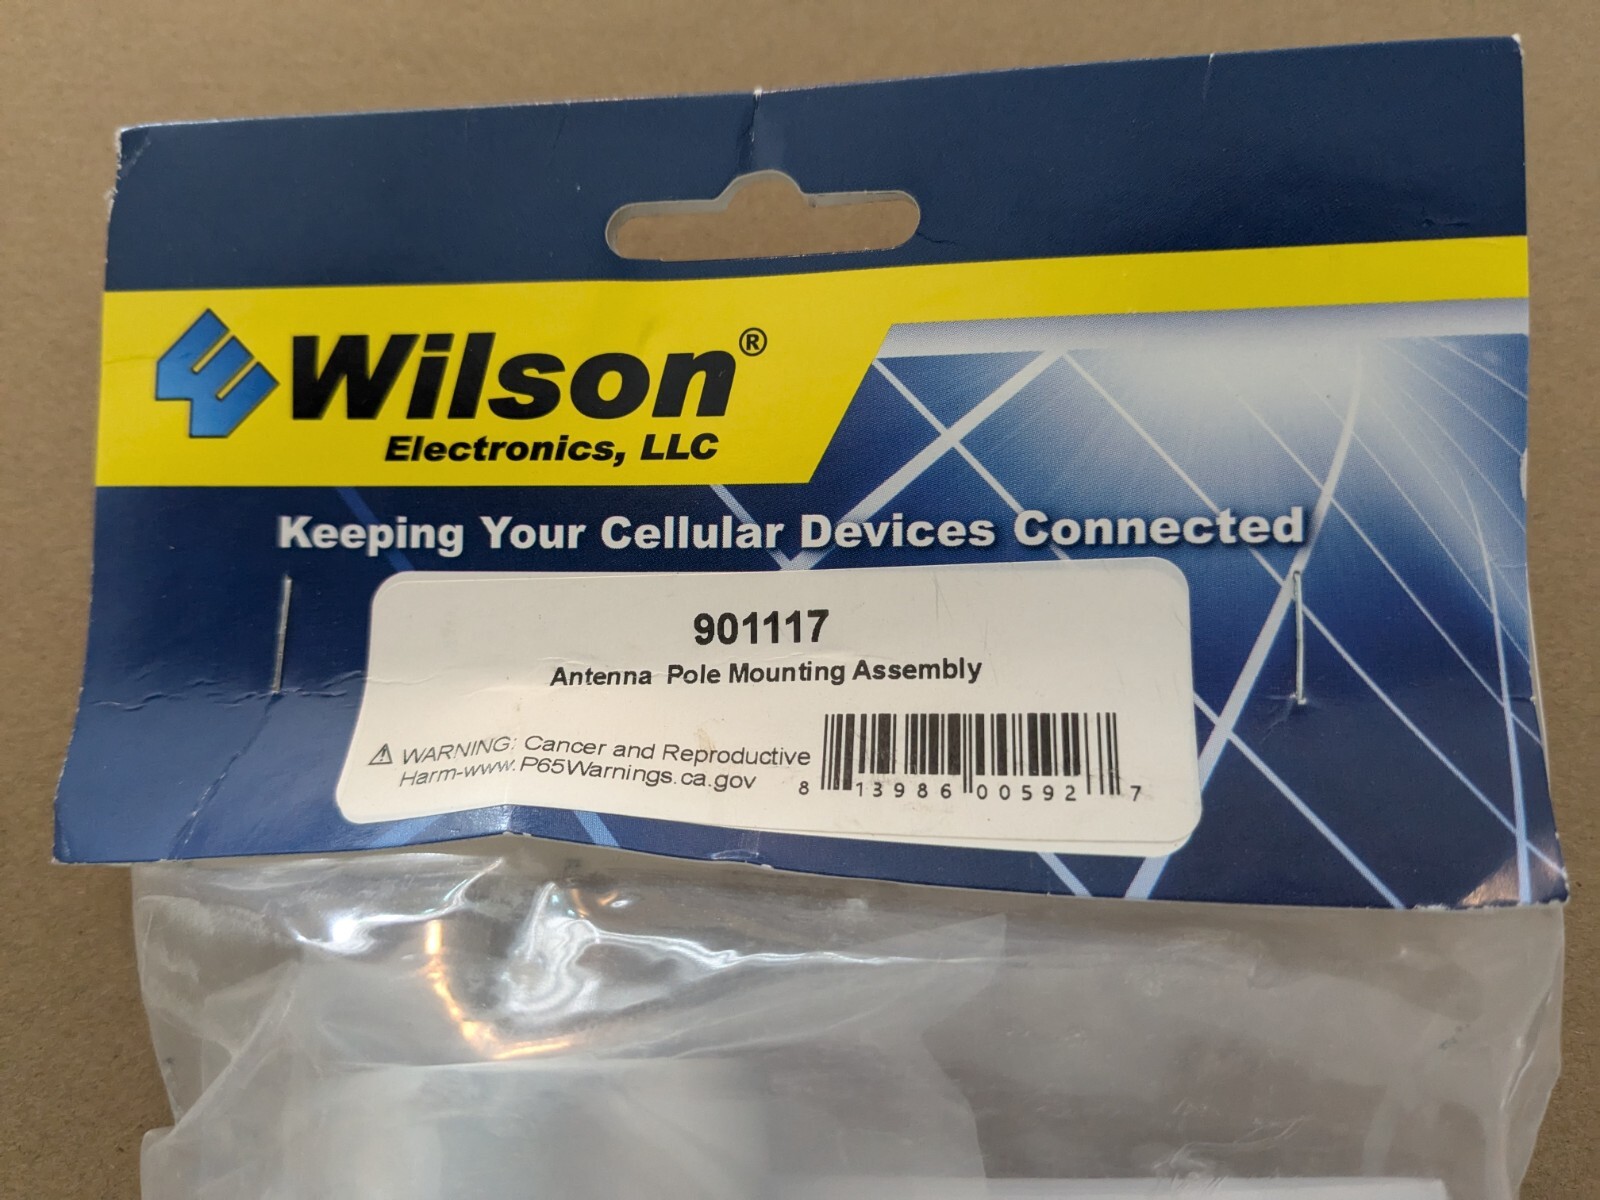 Wilson®
Electronics, LLC
Keeping Your Cellular Devices Connected
901117
Antenna Pole Mounting Assembly
⚠ WARNING: Cancer and Reproductive
Harm-www.P65Warnings.ca.gov
8 13986 00592 7